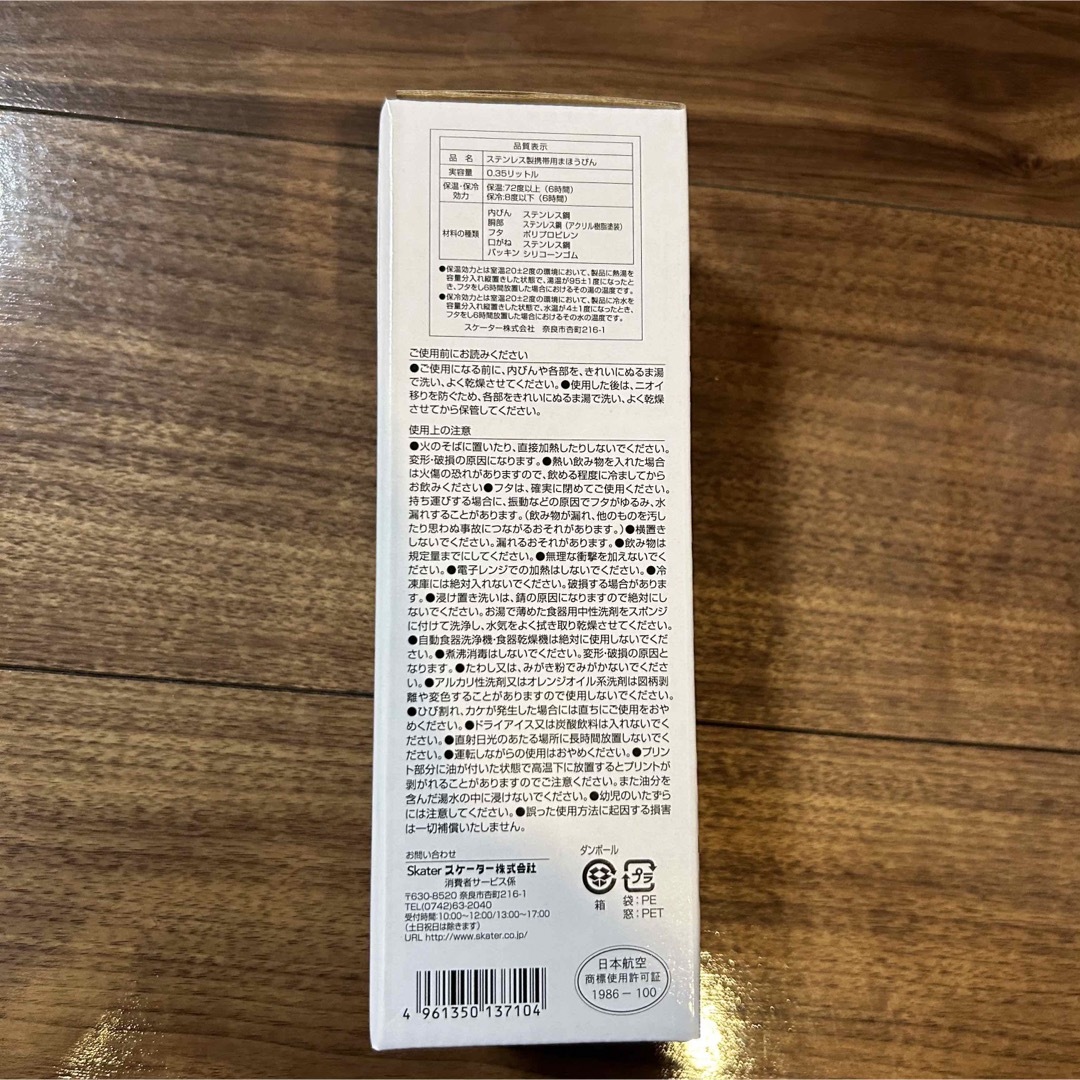 品質表示
品 名 ステンレス製携帯用まほうびん
実容量 0.35リットル
保温・保冷効力 保温:72度以上(6時間)
保冷:8度以下(6時間)
材料の種類
内びん ステンレス鋼
胴部 ステンレス鋼(アクリル樹脂塗装)
フタ ポリプロピレン
口がね ステンレス鋼
パッキン シリコーンゴム
●保温効力とは室温20±2度の環境において、製品に熱湯を
容量分入れ縦置きした状態で、湯温が95±1度になったと
き、フタをし6時間放置した場合におけるその湯の温度です。
●保冷効力とは室温20±2度の環境において、製品に冷水を
容量分入れ縦置きした状態で、水温が4±1度になったとき、
フタをし6時間放置した場合におけるその水の温度です。
スケーター株式会社 奈良市杏町216-1
ご使用前にお読みください
●ご使用になる前に、内びんや各部を、きれいにぬるま湯
で洗い、よく乾燥させてください。●使用した後は、ニオイ
移りを防ぐため、各部をきれいにぬるま湯で洗い、よく乾燥
させてから保管してください。
使用上の注意
●火のそばに置いたり、直接加熱したりしないでください。
変形・破損の原因になります。●熱い飲み物を入れた場合
は火傷の恐れがありますので、飲める程度に冷ましてから
お飲みください●フタは、確実に閉めてご使用ください。
持ち運びする場合に、振動などの原因でフタがゆるみ、水
漏れすることがあります。(飲み物が漏れ、他のものを汚し
たり思わぬ事故につながるおそれがあります。)●横置き
しないでください。漏れるおそれがあります。●飲み物は
規定量までにしてください。●無理な衝撃を加えないでく
ださい。●電子レンジでの加熱はしないでください。●冷
凍庫には絶対入れないでください。破損する場合がありま
す。●浸け置き洗いは、錆の原因になりますので絶対にし
ないでください。お湯で薄めた食器用中性洗剤をスポンジ
に付けて洗浄し、水気をよく拭き取り乾燥させてください。
●自動食器洗浄機・食器乾燥機は絶対に使用しないでくだ
さい。●煮沸消毒はしないでください。変形・破損の原因と
なります。●たわし又は、みがき粉でみがかないでくださ
い。●アルカリ性洗剤又はオレンジオイル系洗剤は図柄剥
離や変色することがありますので使用しないでください。
●ひび割れ、カケが発生した場合には直ちにご使用をおや
めください。●ドライアイス又は炭酸飲料は入れないでく
ださい。●直射日光のあたる場所に長時間放置しないでく
ださい。●運転しながらの使用はおやめください。●プリン
ト部分に油が付いた状態で高温下に放置するとプリントが
剥がれることがありますのでご注意ください。また油分を
含んだ湯水の中に浸けないでください。●幼児のいたずら
には注意してください。●誤った使用方法に起因する損害
は一切補償いたしません。
お問い合わせ
Skater スケーター株式会社
消費者サービス係
〒630-8520 奈良市杏町216-1
TEL(0742)63-2040
受付時間:10:00〜12:00/13:00〜17:00
(土日祝日は除きます)
URL http://www.skater.co.jp/
ダンボール
箱
プラ
袋:PE
窓:PET
日本航空
商標使用許可証
1986-100
4 961350 137104